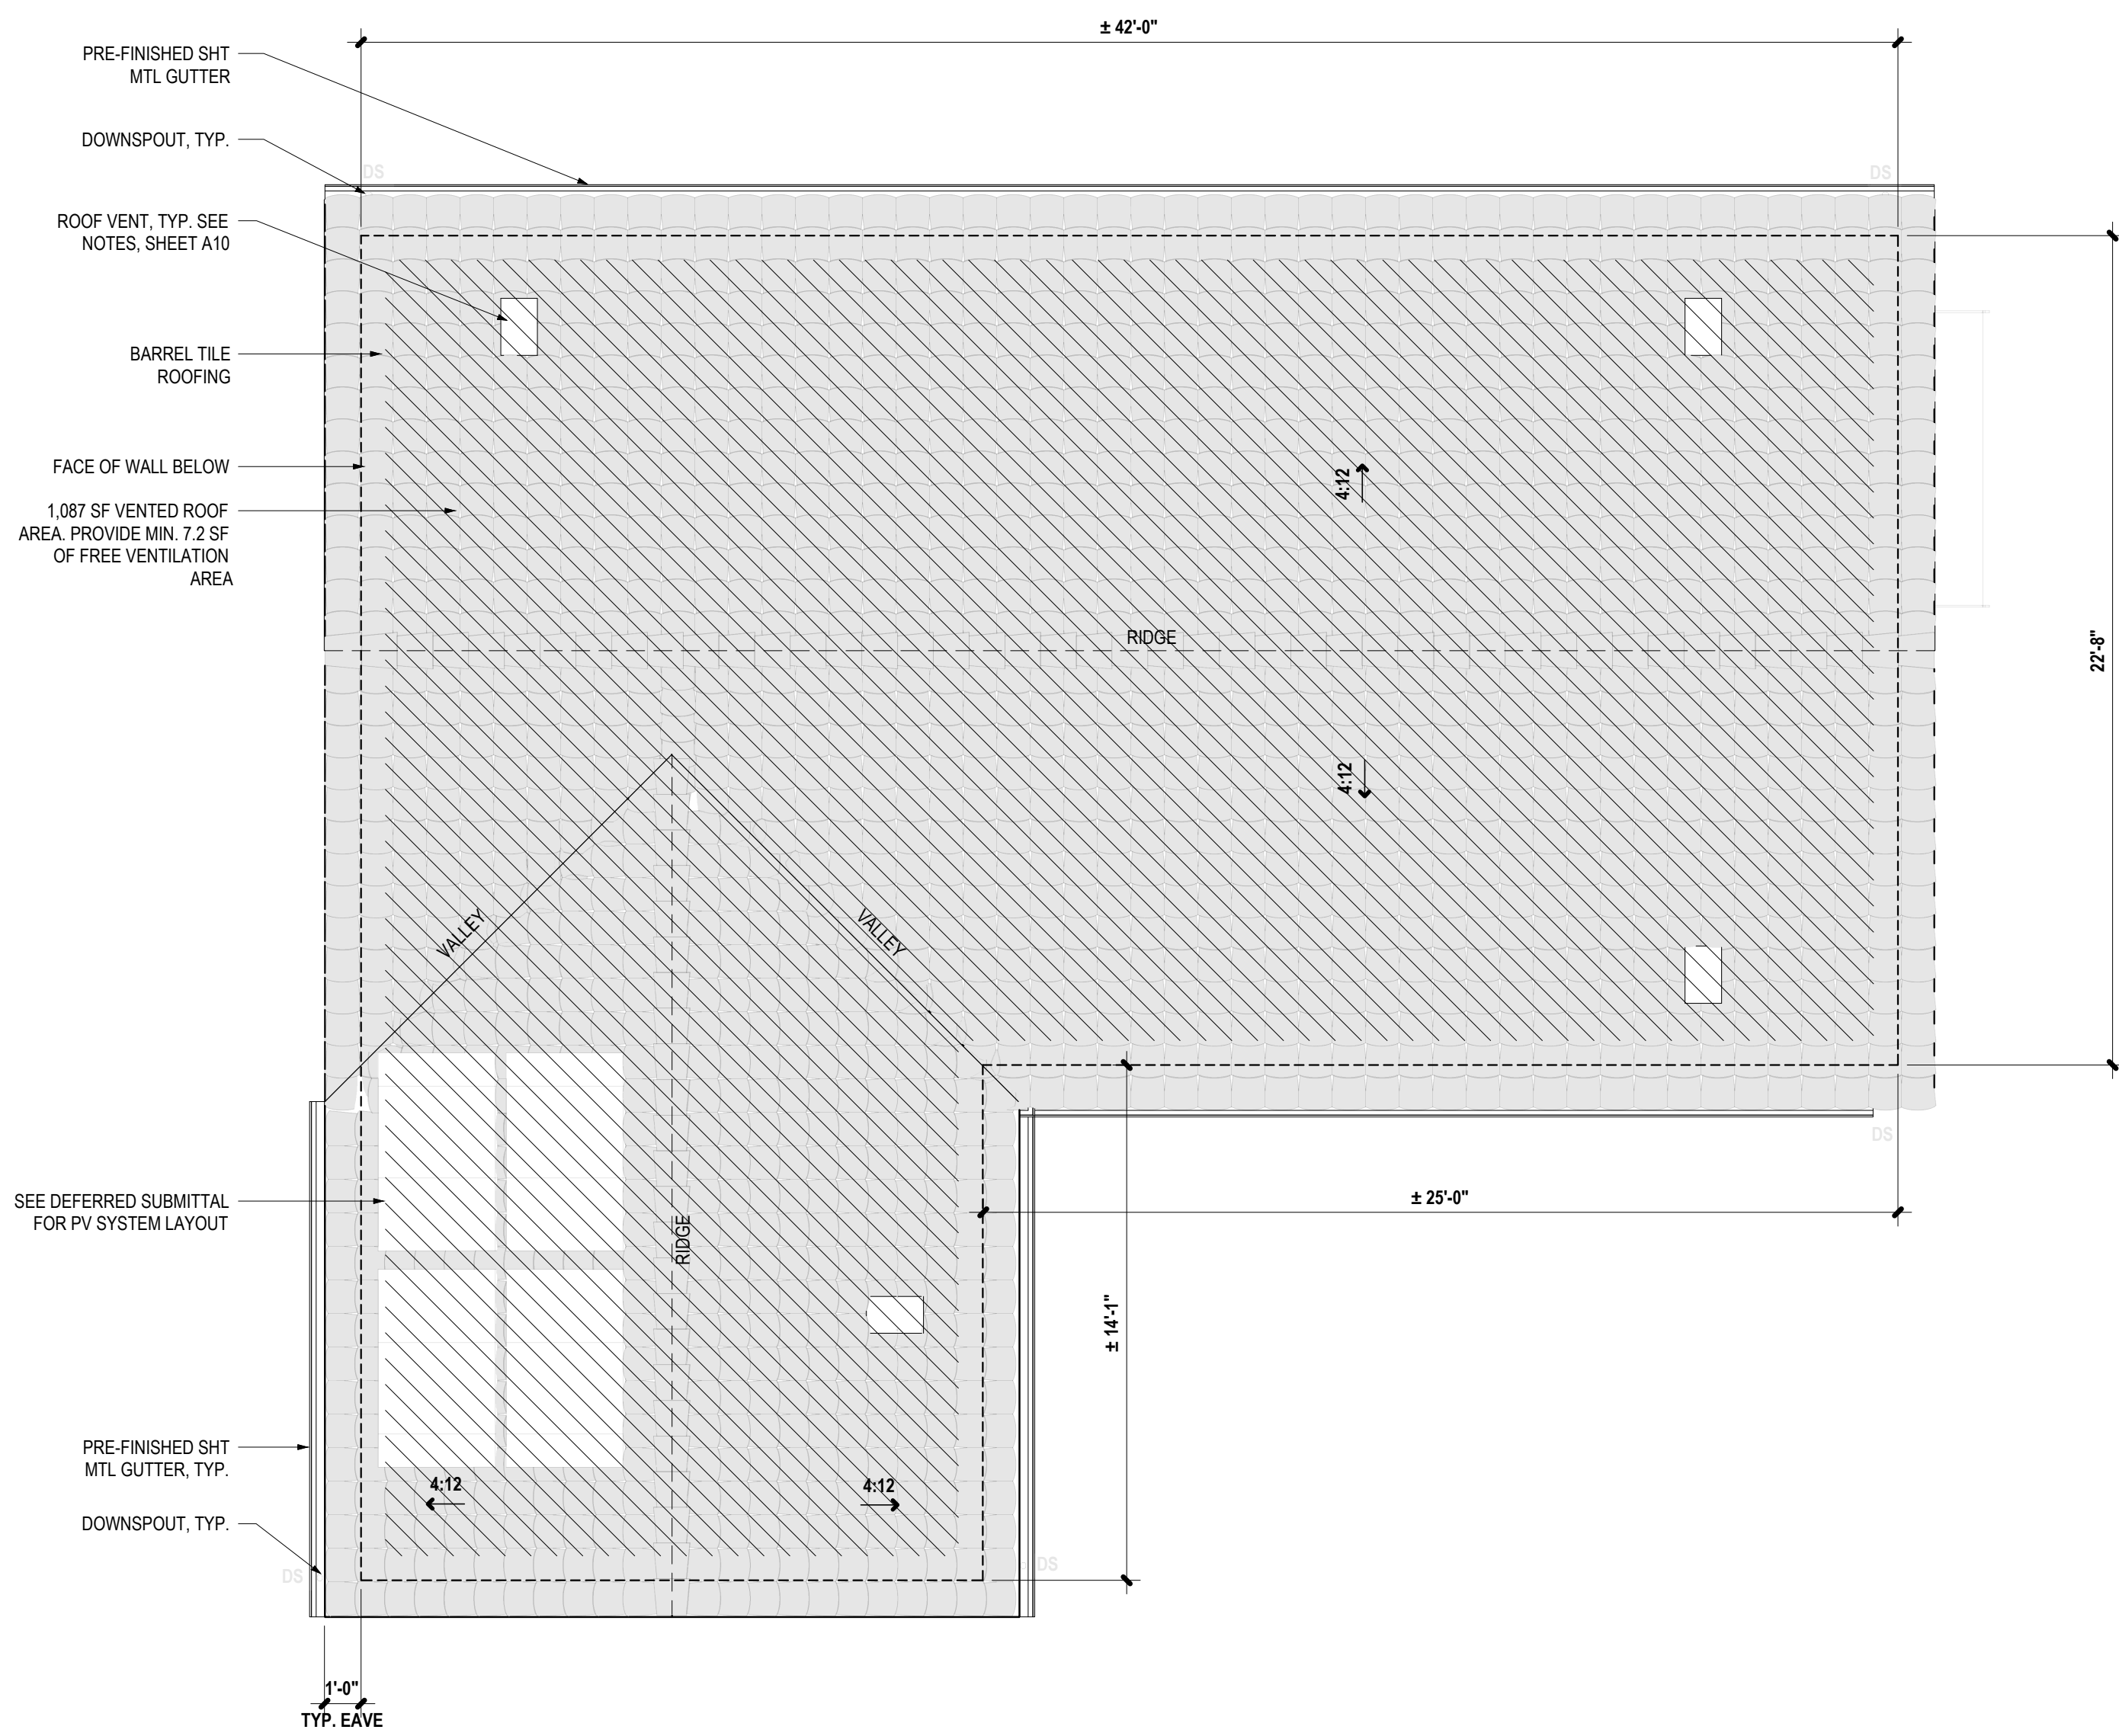 ± 42'-0"
PRE-FINISHED SHT
MTL GUTTER
DOWNSPOUT, TYP.
DS
DS
ROOF VENT, TYP. SEE
NOTES, SHEET A10
BARREL TILE
ROOFING
FACE OF WALL BELOW
4:12
1,087 SF VENTED ROOF
AREA. PROVIDE MIN. 7.2 SF
OF FREE VENTILATION
AREA
RIDGE
22'-8"
4:12
VALLEY
VALLEY
DS
SEE DEFERRED SUBMITTAL
FOR PV SYSTEM LAYOUT
RIDGE
± 25'-0"
± 14'-1"
PRE-FINISHED SHT
MTL GUTTER, TYP.
4:12
4:12
DOWNSPOUT, TYP.
DS
DS
1'-0"
TYP. EAVE